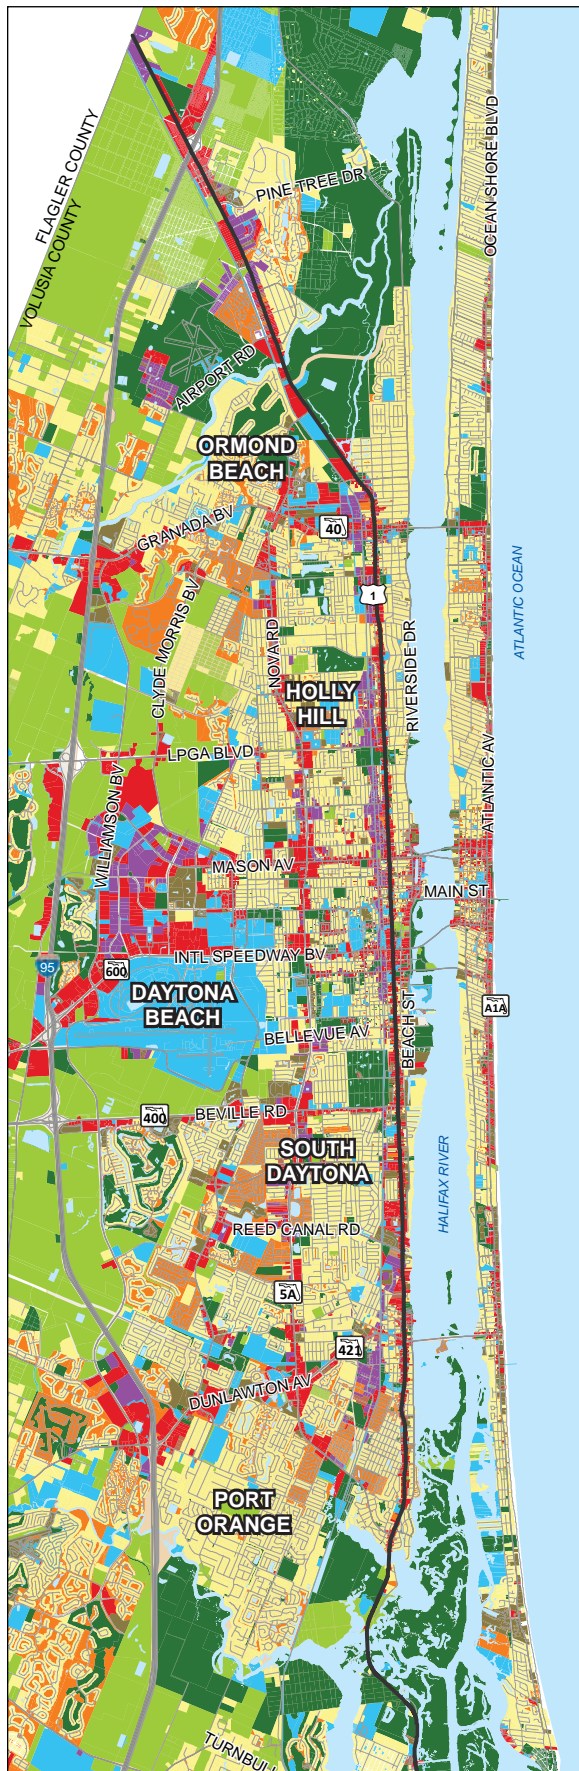 OCEAN SHORE BLVD
FLAGLER COUNTY
VOLUSIA COUNTY
PINE TREE DR
AIRPORT RD
ORMOND
BEACH
GRANADA BV
40
ATLANTIC OCEAN
1
CLYDE MORRIS BV
NOVA RD
RIVERSIDE DR
HOLLY
HILL
LPGA BLVD
ATLANTIC AV
WILLIAMSON BV
MASON AV
MAIN ST
INTL SPEEDWAY BV
95
600
DAYTONA
BEACH
A1A
BEACH ST
BELLEVUE AV
400
BEVILLE RD
SOUTH
DAYTONA
HALIFAX RIVER
REED CANAL RD
5A
421
DUNLAWTON AV
PORT
ORANGE
TURNBULL